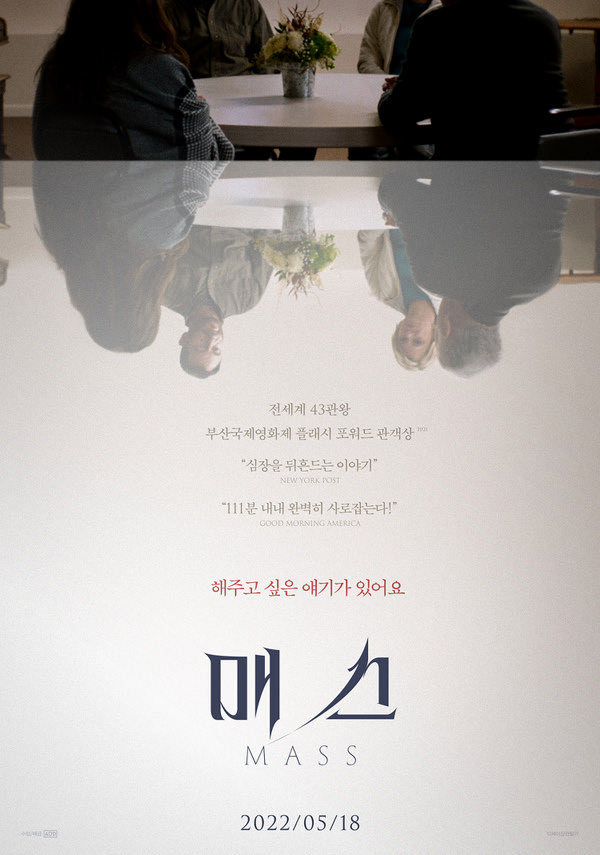 전세계 43관왕
부산국제영화제 플래시 포워드 관객상
“심장을 뒤흔드는 이야기”
NEW YORK POST
“111분 내내 완벽히 사로잡는다!”
GOOD MORNING AMERICA
해주고 싶은 얘기가 있어요
매스
MASS
2022/05/18